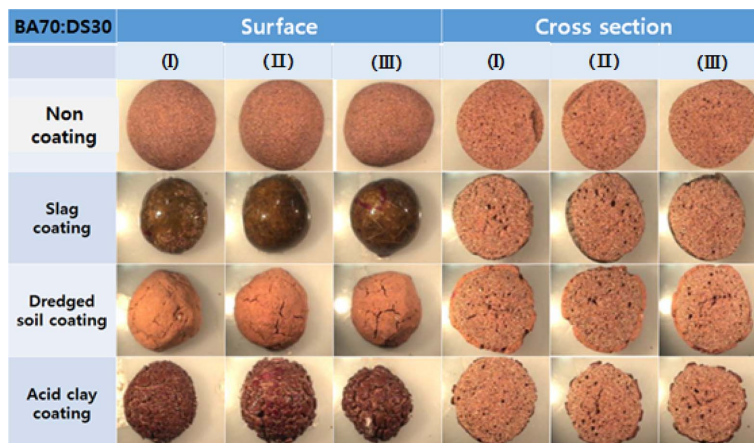 BA70:DS30 Surface Cross section
(Ⅰ) (Ⅱ) (Ⅲ) (Ⅰ) (Ⅱ) (Ⅲ)
Non
coating
Slag
coating
Dredged
soil coating
Acid clay
coating